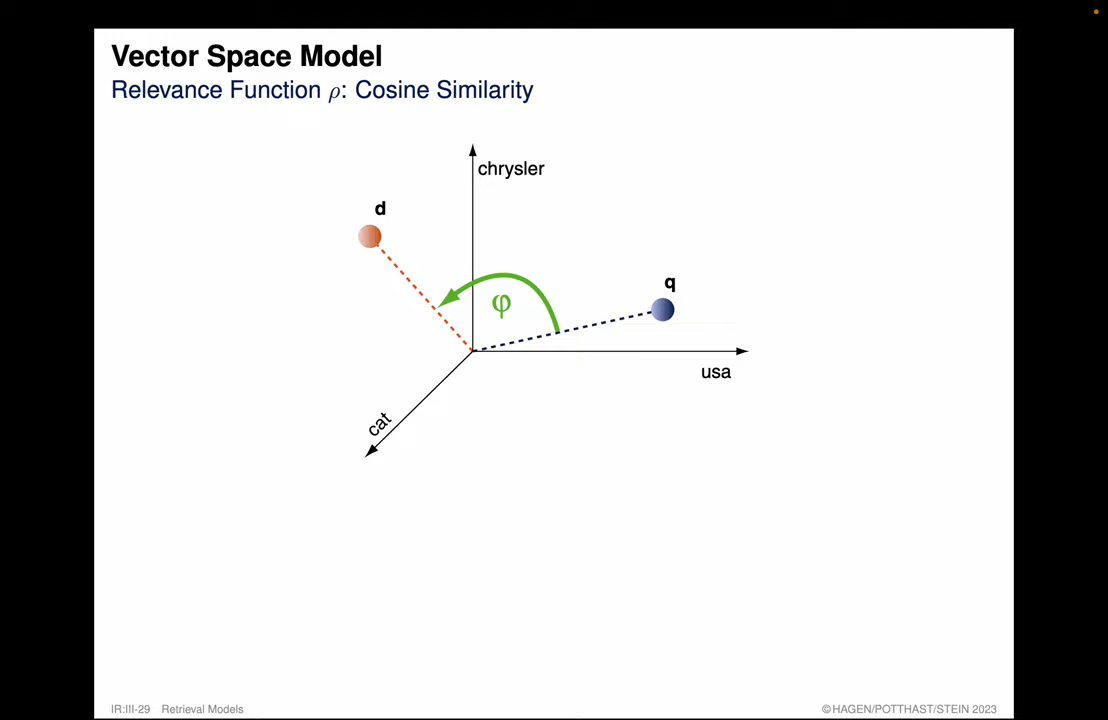 Vector Space Model
Relevance Function ρ: Cosine Similarity
chrysler
d
q
φ
usa
cat
IR:III-29 Retrieval Models
©HAGEN/POTTHAST/STEIN 2023